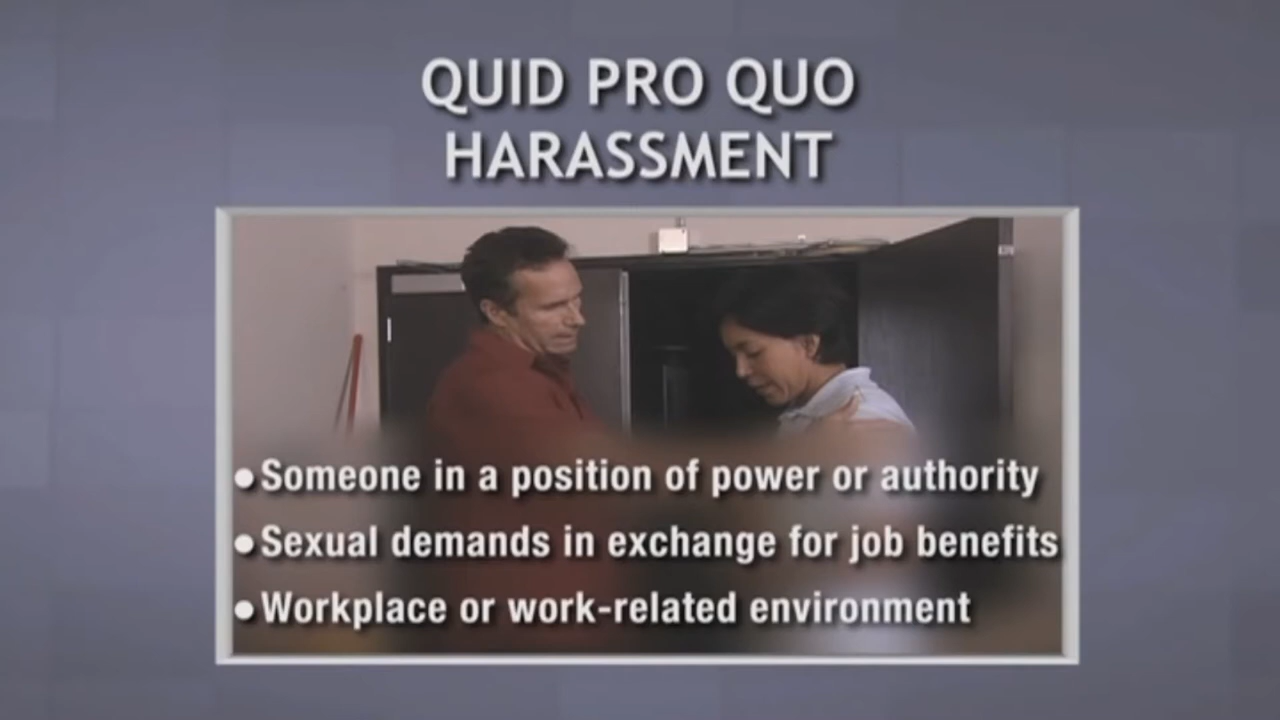 QUID PRO QUO
HARASSMENT
•Someone in a position of power or authority
•Sexual demands in exchange for job benefits
•Workplace or work-related environment